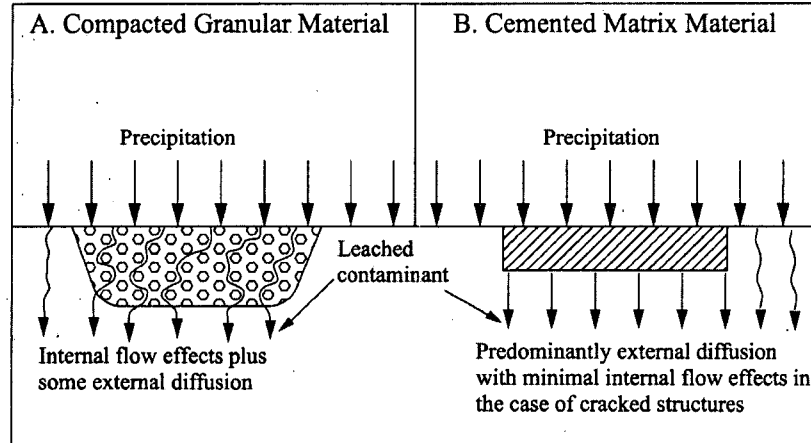 A. Compacted Granular Material
B. Cemented Matrix Material
Precipitation
Precipitation
Leached
contaminant
Internal flow effects plus
some external diffusion
Predominantly external diffusion
with minimal internal flow effects in
the case of cracked structures